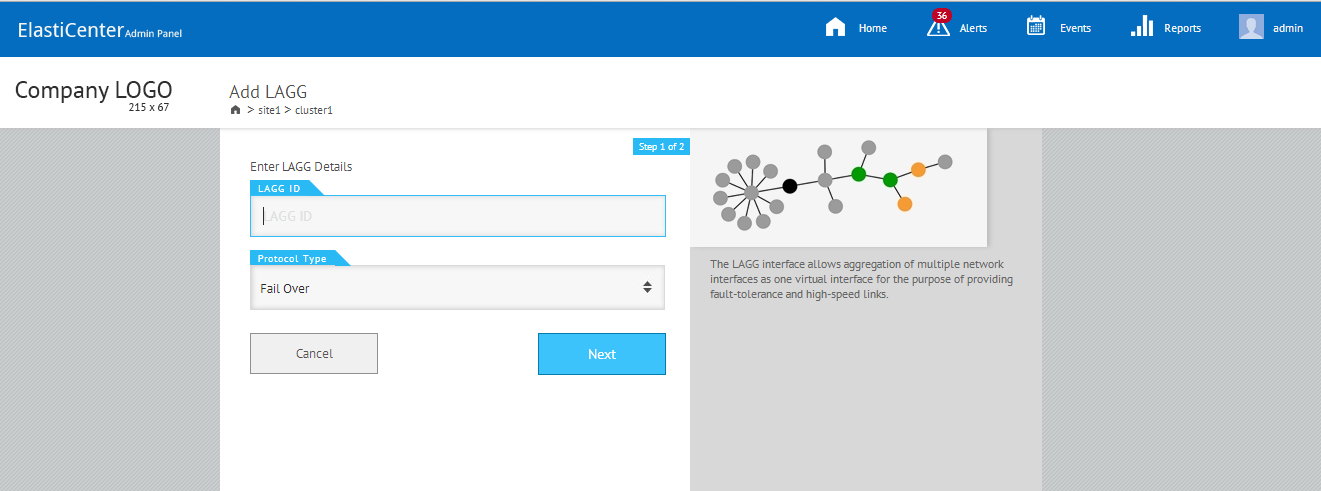 ElastiCenter Admin Panel
Home
36
Alerts
Events
Reports
admin
Company LOGO
215 x 67
Add LAGG
> site1 > cluster1
Step 1 of 2
Enter LAGG Details
LAGG ID
LAGG ID
Protocol Type
Fail Over
Cancel
Next
The LAGG interface allows aggregation of multiple network
interfaces as one virtual interface for the purpose of providing
fault-tolerance and high-speed links.